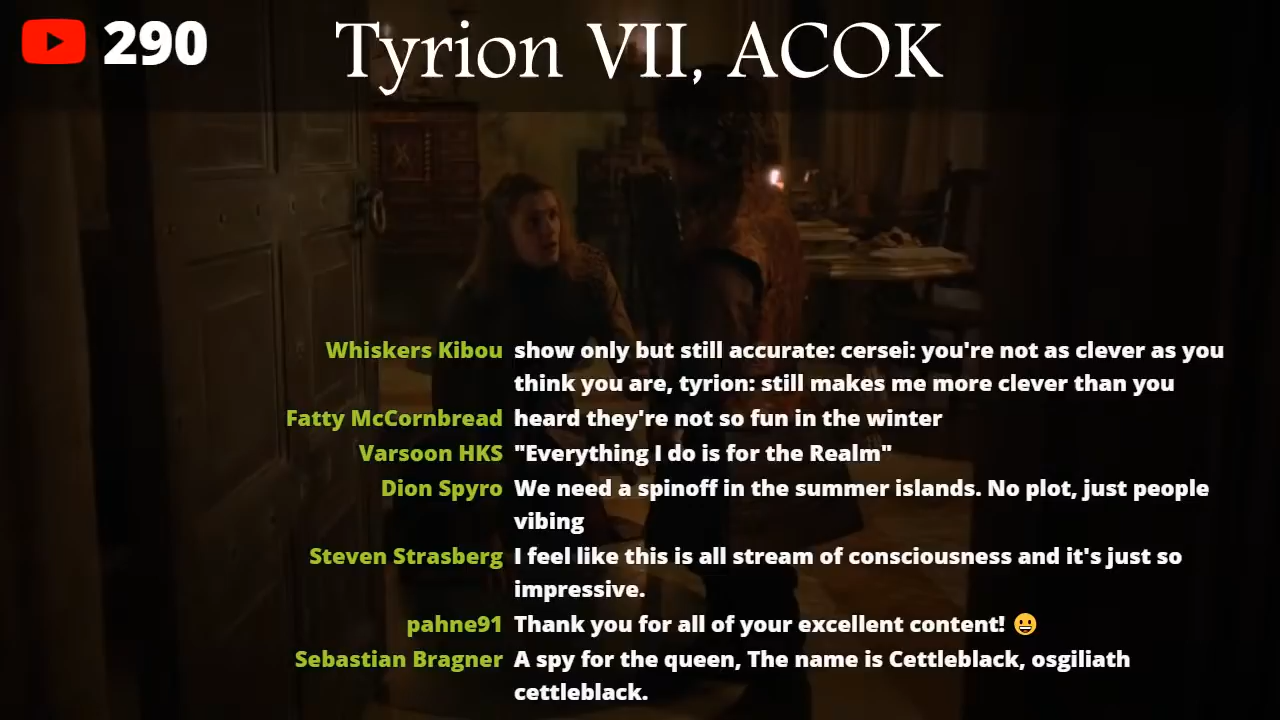 290
Tyrion VII, ACOK
Whiskers Kibou show only but still accurate: cersei: you're not as clever as you
think you are, tyrion: still makes me more clever than you
Fatty McCornbread heard they're not so fun in the winter
Varsoon HKS "Everything I do is for the Realm"
Dion Spyro We need a spinoff in the summer islands. No plot, just people
vibing
Steven Strasberg I feel like this is all stream of consciousness and it's just so
impressive.
pahne91 Thank you for all of your excellent content! 😀
Sebastian Bragner A spy for the queen, The name is Cettleblack, osgiliath
cettleblack.